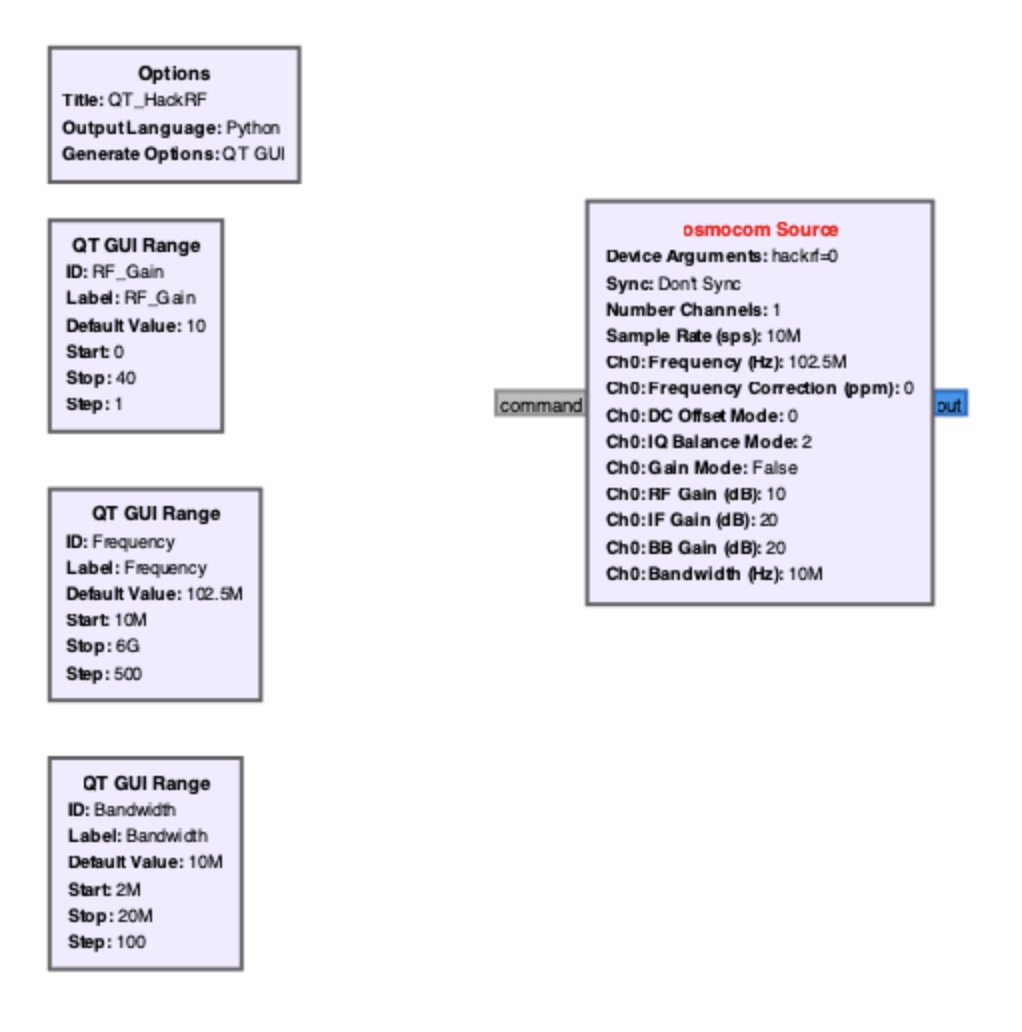 Options
Title: QT_HackRF
Output Language: Python
Generate Options: QT GUI
QT GUI Range
ID: RF_Gain
Label: RF_Gain
Default Value: 10
Start: 0
Stop: 40
Step: 1
QT GUI Range
ID: Frequency
Label: Frequency
Default Value: 102.5M
Start: 10M
Stop: 6G
Step: 500
QT GUI Range
ID: Bandwidth
Label: Bandwidth
Default Value: 10M
Start: 2M
Stop: 20M
Step: 100
command
osmocom Source
Device Arguments: hackrf=0
Sync: Don't Sync
Number Channels: 1
Sample Rate (sps): 10M
Ch0: Frequency (Hz): 102.5M
Ch0: Frequency Correction (ppm): 0
Ch0: DC Offset Mode: 0
Ch0: IQ Balance Mode: 2
Ch0: Gain Mode: False
Ch0: RF Gain (dB): 10
Ch0: IF Gain (dB): 20
Ch0: BB Gain (dB): 20
Ch0: Bandwidth (Hz): 10M
out